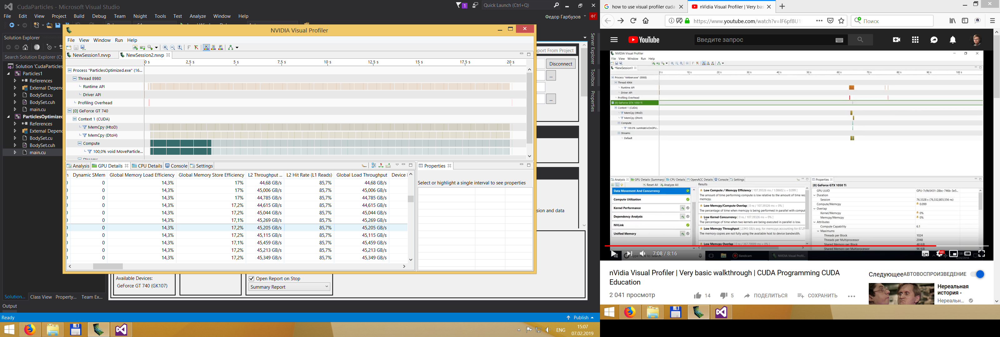 CudaParticles - Microsoft Visual Studio
1
Quick Launch (Ctrl+Q)
File Edit View Project Build Debug Team Nsight Tools Test Analyze Window Help
Федор Гарбузов
ФГ
Solution Explorer
Search Solution Explorer (Ct
Solution 'CudaParticles
Particles1
References
External Depend
BodySet.cu
BodySet.cuh
main.cu
ParticlesOptimized
References
External Depend
BodySet.cu
BodySet.cuh
main.cu
Solution... Class View Property... Team Ex...
Output
Ready
Publish
NVIDIA Visual Profiler
File View Window Run Help
NewSession1.nvvp
NewSession2.nvvp
0 s 2,5 s 5 s 7,5 s 10 s 12,5 s 15 s 17,5 s 20 s
Process "ParticlesOptimized.exe" (16...
Thread 8980
Runtime API
Driver API
Profiling Overhead
[0] GeForce GT 740
Context 1 (CUDA)
MemCpy (HtoD)
MemCpy (DtoH)
Compute
100,0% void MoveParticle...
Streams
Analysis GPU Details CPU Details Console Settings
Dynamic SMem Global Memory Load Efficiency Global Memory Store Efficiency L2 Throughput ... L2 Hit Rate (L1 Reads) Global Load Throughput Device
0 14,3% 17% 44,68 GB/s 85,7% 44,68 GB/s
0 14,3% 17% 45,006 GB/s 85,7% 45,006 GB/s
0 14,3% 17% 44,785 GB/s 85,7% 44,785 GB/s
0 14,3% 17,2% 44,615 GB/s 85,7% 44,615 GB/s
0 14,3% 17,2% 45,044 GB/s 85,7% 45,044 GB/s
0 14,3% 17,1% 45,269 GB/s 85,7% 45,269 GB/s
0 14,3% 17,2% 45,205 GB/s 85,7% 45,205 GB/s
0 14,3% 17,2% 45,115 GB/s 85,7% 45,115 GB/s
0 14,3% 17,1% 45,459 GB/s 85,7% 45,459 GB/s
0 14,3% 17,2% 45,213 GB/s 85,7% 45,213 GB/s
0 14,3% 17,2% 45,349 GB/s 85,7% 45,349 GB/s
Properties
Select or highlight a single interval to see properties
port From Project
Disconnect
...
...
sion and data
Server Explorer
Toolbox
Properties
Available Devices:
GeForce GT 740 (GK107)
Open Report on Stop
Summary Report
ENG
15:07
07.02.2019
how to use visual profiler cuda
nVidia Visual Profiler | Very bas
https://www.youtube.com/watch?v=lF6pf8U1
Поиск
YouTube
Введите запрос
NVIDIA Visual Profiler
File View Window Run Help
*NewSession1
0 s 10 s 20 s 30 s 40 s 50 s 60 s 70 s 80 s 90 s 100 s
Process "ninteen.exe" (8988)
Thread 4964
Runtime API
Driver API
Profiling Overhead
[0] GeForce GTX 1050 Ti
Context 1 (CUDA)
MemCpy (HtoD)
MemCpy (DtoH)
Compute
100.0% sumMatrixOnGPU...
Streams
Default
Analysis GPU Details (Summary) CPU Details OpenACC Details Console Settings
Reset All Analyze All
Data Movement And Concurrency
Compute Utilization
Kernel Performance
Dependency Analysis
NVLink
Unified Memory
Results
Low Compute / Memcpy Efficiency [ 107.39326 ms / 1.08602 s = 0.099 ]
The amount of time performing compute is low relative to the amount of time req
memcpy.
Low Memcpy/Compute Overlap [ 0 ns / 107.39326 ms = 0% ]
The percentage of time when memcpy is being performed in parallel with comput
Low Kernel Concurrency [ 0 ns / 107.39326 ms = 0% ]
The percentage of time when two kernels are being executed in parallel is low.
Low Memcpy Throughput [ 2.943 GB/s avg, for memcpys accounting for 67.2%
The memory copies are not fully using the available host to device bandwidth.
Low Memcpy Overlap [ 0 ns / 367.70009 ms = 0% ]
Properties
[0] GeForce GTX 1050 Ti
GPU UUID GPU-7c9b5431-28bc-746b-3e5...
Duration
Session 76.3328 s (76,332,803,556 ns)
Compute/Memcpy 0.099
Overlap
Kernel/Memcpy 0%
Memcpy/Memcpy 0%
Attributes
Compute Capability 6.1
Maximums
Threads per Block 1024
Threads per Multiprocessor 2048
Shared Memory per Block 48 KiB
Shared Memory per Multiprocessor 96 KiB
7:08 / 8:16
Type here to search
Bandicam
NVIDIA Visual Profil...
HD
nVidia Visual Profiler | Very basic walkthrough | CUDA Programming CUDA
Education
2 041 просмотр
14 5 ПОДЕЛИТЬСЯ СОХРАНИТЬ
Следующее АВТОВОСПРОИЗВЕДЕНИЕ
Нереальная
история -
Нереальн...